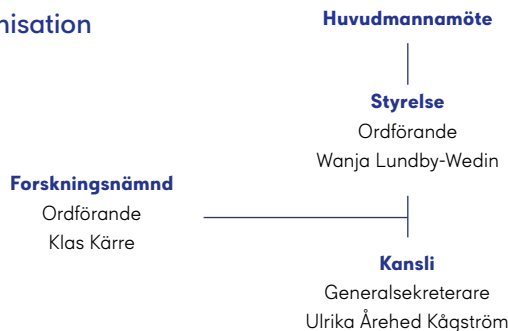 nisation
Huvudmannamöte
Styrelse
Ordförande
Wanja Lundby-Wedin
Forskningsnämnd
Ordförande
Klas Kärre
Kansli
Generalsekreterare
Ulrika Årehed Kågström